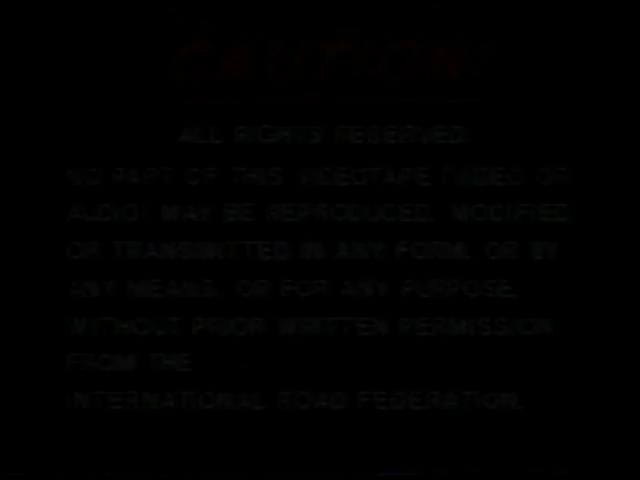 CAUTION!
ALL RIGHTS RESERVED.
NO PART OF THIS VIDEOTAPE (VIDEO OR
AUDIO) MAY BE REPRODUCED, MODIFIED,
OR TRANSMITTED IN ANY FORM, OR BY
ANY MEANS, OR FOR ANY PURPOSE,
WITHOUT PRIOR WRITTEN PERMISSION
FROM THE
INTERNATIONAL ROAD FEDERATION.